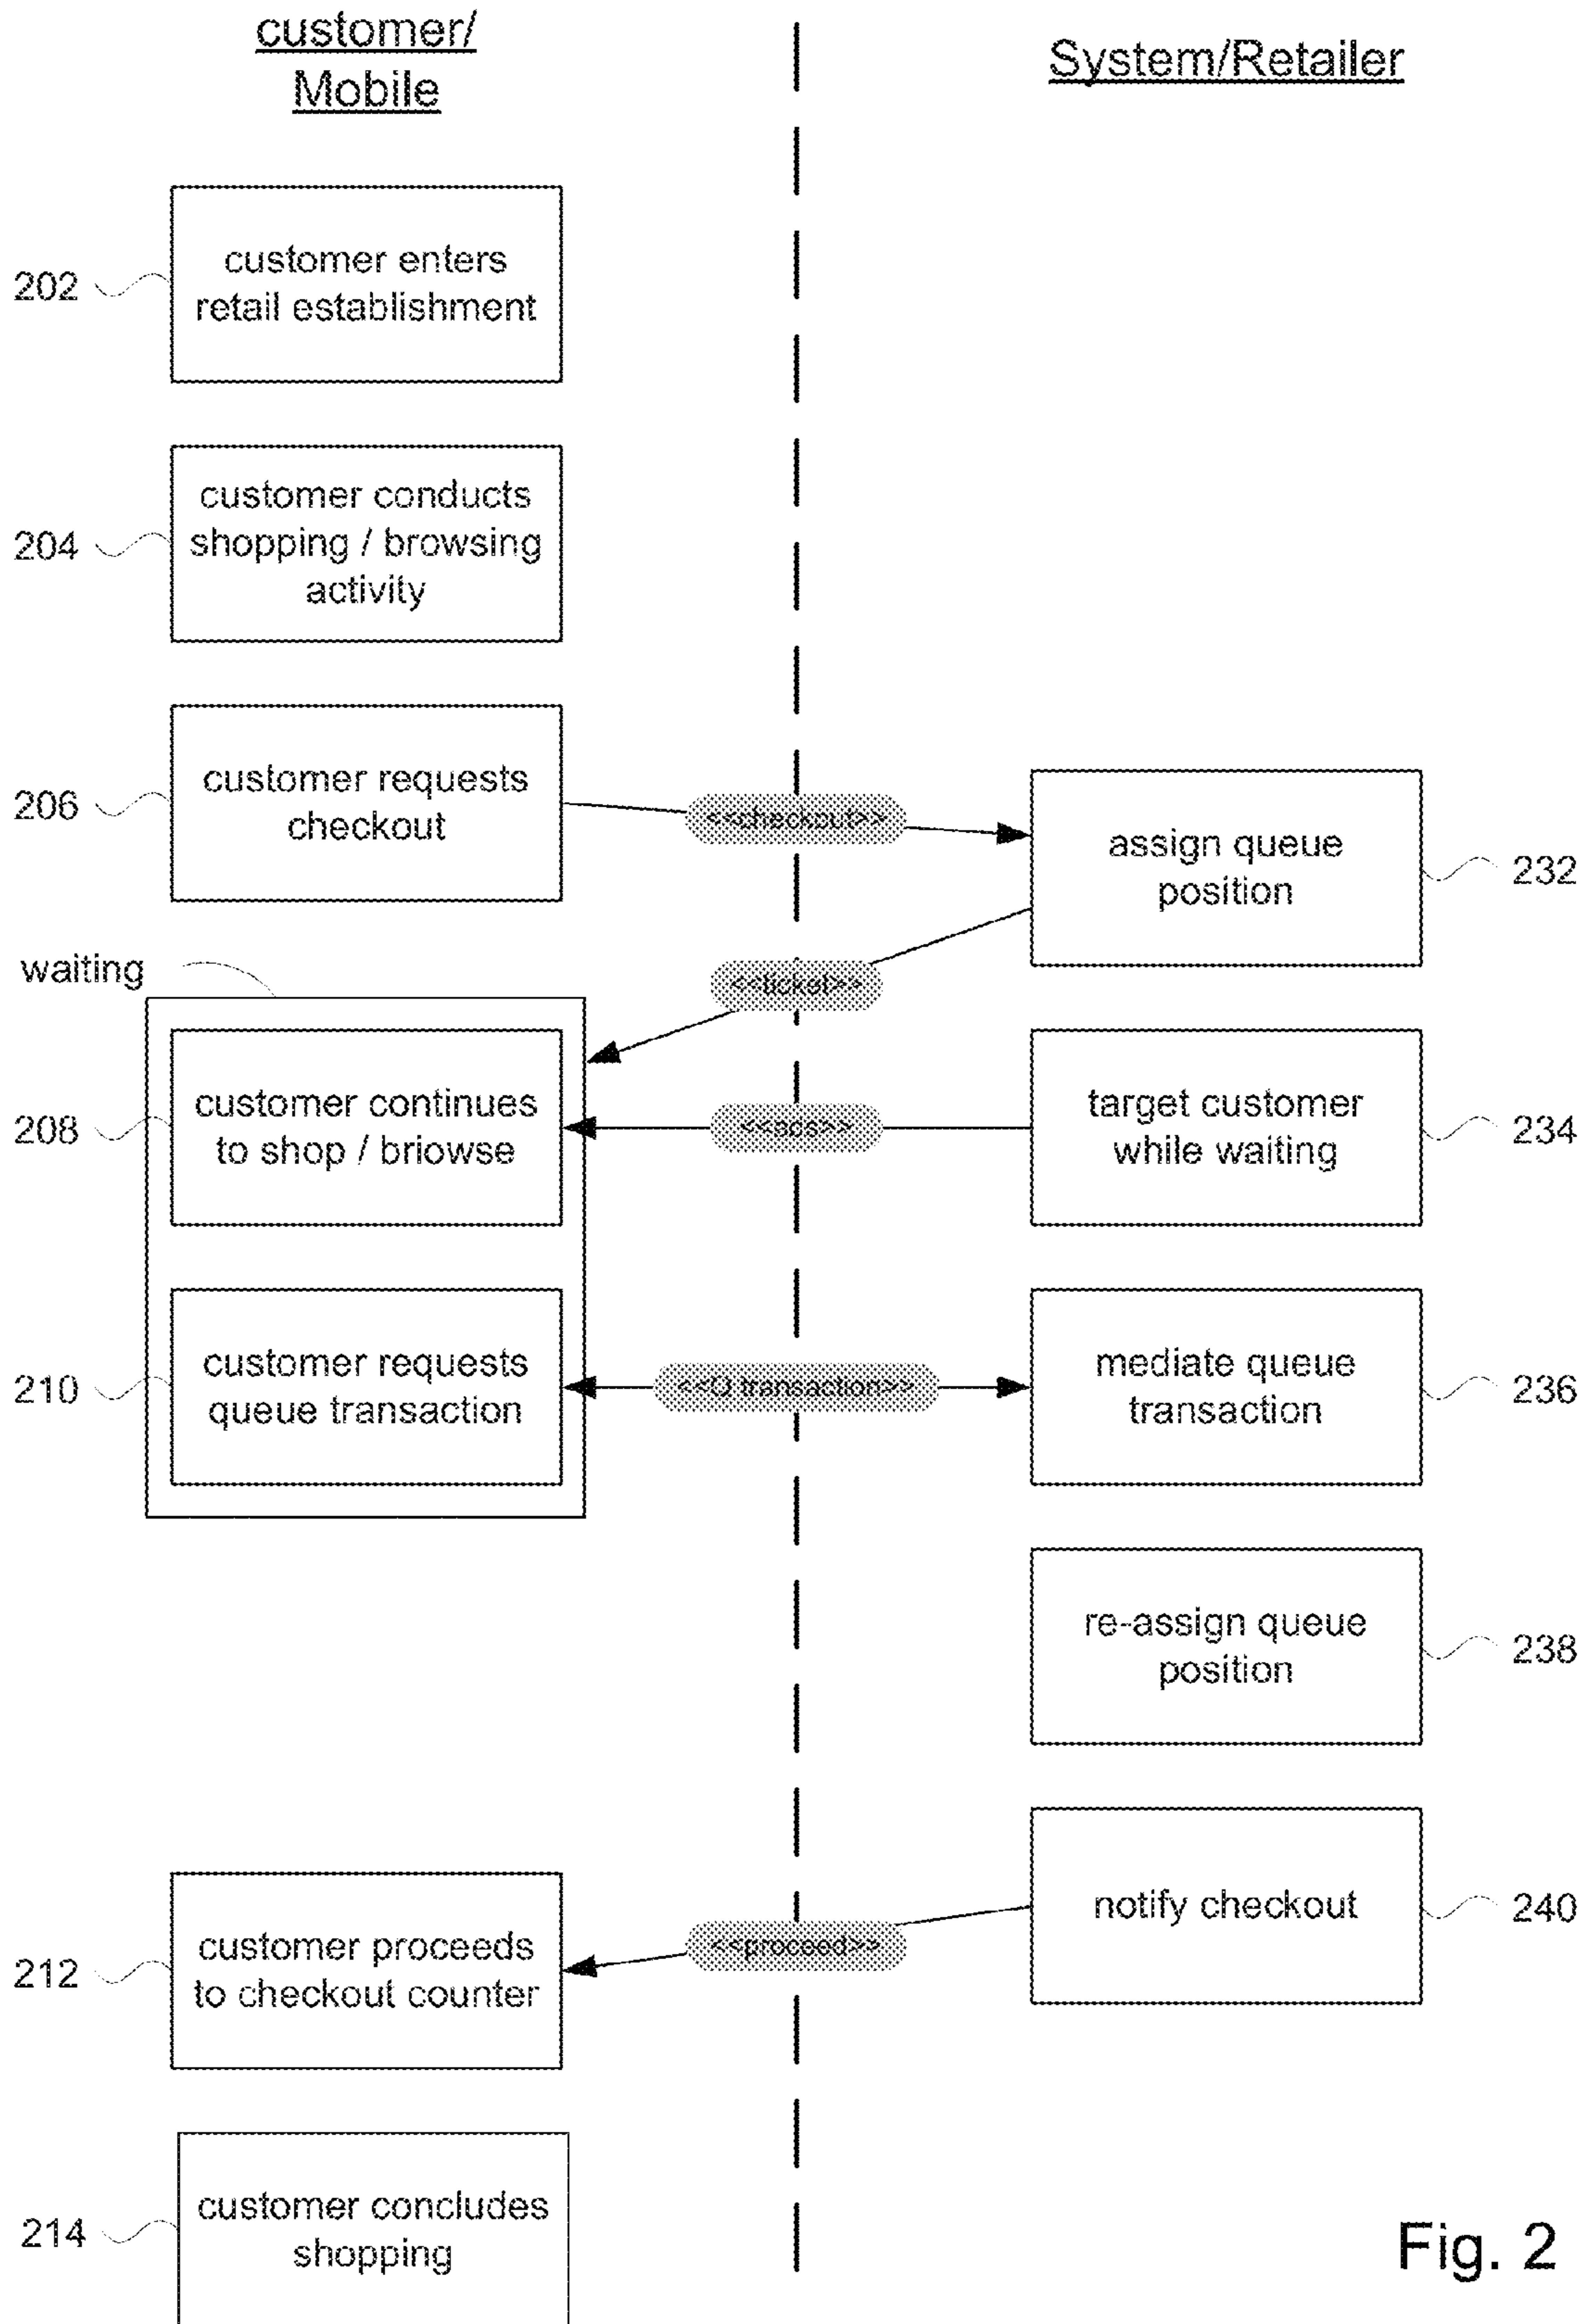 customer/
Mobile
System/Retailer
202
customer enters
retail establishment
204
customer conducts
shopping / browsing
activity
206
customer requests
checkout
<<checkout>>
assign queue
position
232
waiting
<<ticket>>
208
customer continues
to shop / briowse
<<ads>>
target customer
while waiting
234
210
customer requests
queue transaction
<<Q transaction>>
mediate queue
transaction
236
re-assign queue
position
238
notify checkout
240
212
customer proceeds
to checkout counter
<<proceed>>
214
customer concludes
shopping
Fig. 2